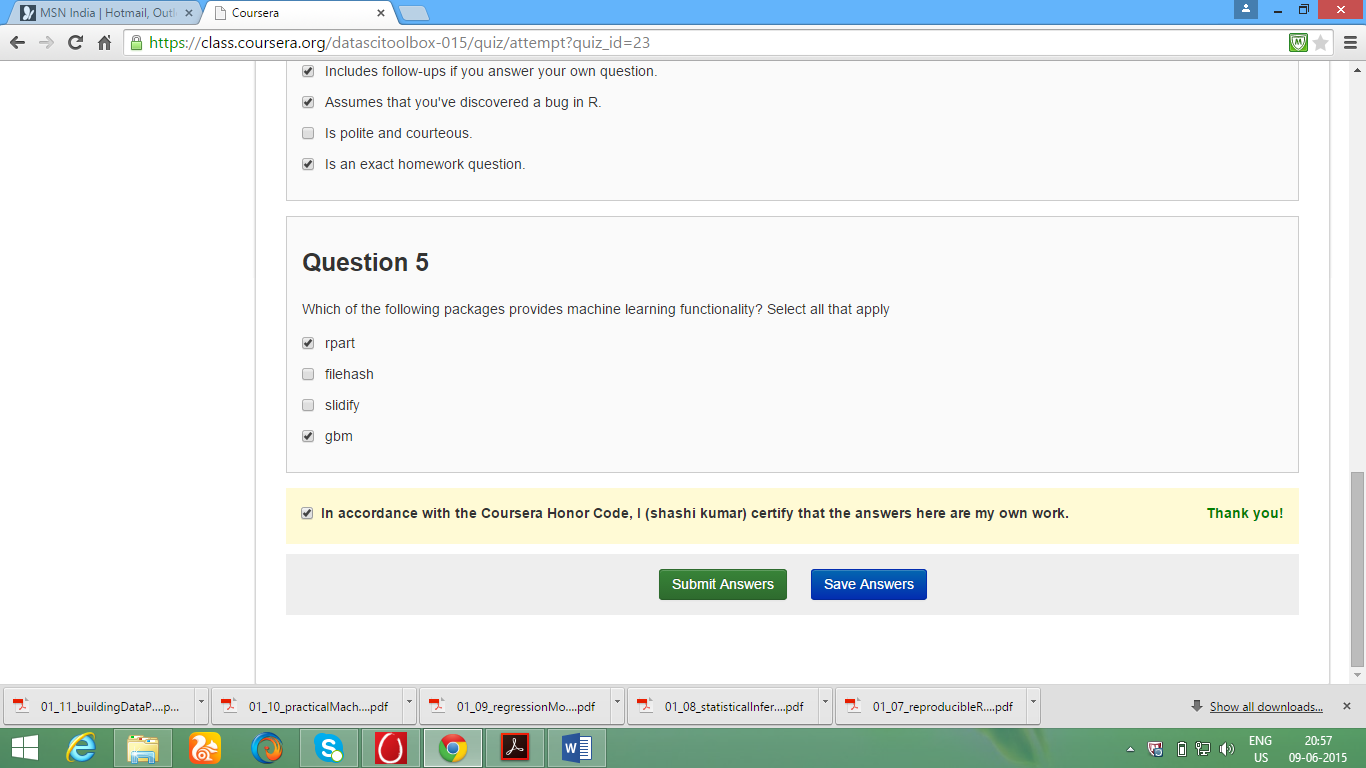 MSN India | Hotmail, Outl
Coursera
https://class.coursera.org/datascitoolbox-015/quiz/attempt?quiz_id=23
Includes follow-ups if you answer your own question.
Assumes that you've discovered a bug in R.
Is polite and courteous.
Is an exact homework question.
Question 5
Which of the following packages provides machine learning functionality? Select all that apply
rpart
filehash
slidify
gbm
In accordance with the Coursera Honor Code, I (shashi kumar) certify that the answers here are my own work.
Thank you!
Submit Answers
Save Answers
01_11_buildingDataP....p...
01_10_practicalMach....pdf
01_09_regressionMo....pdf
01_08_statisticalInfer....pdf
01_07_reproducibleR....pdf
Show all downloads...
ENG
US
20:57
09-06-2015